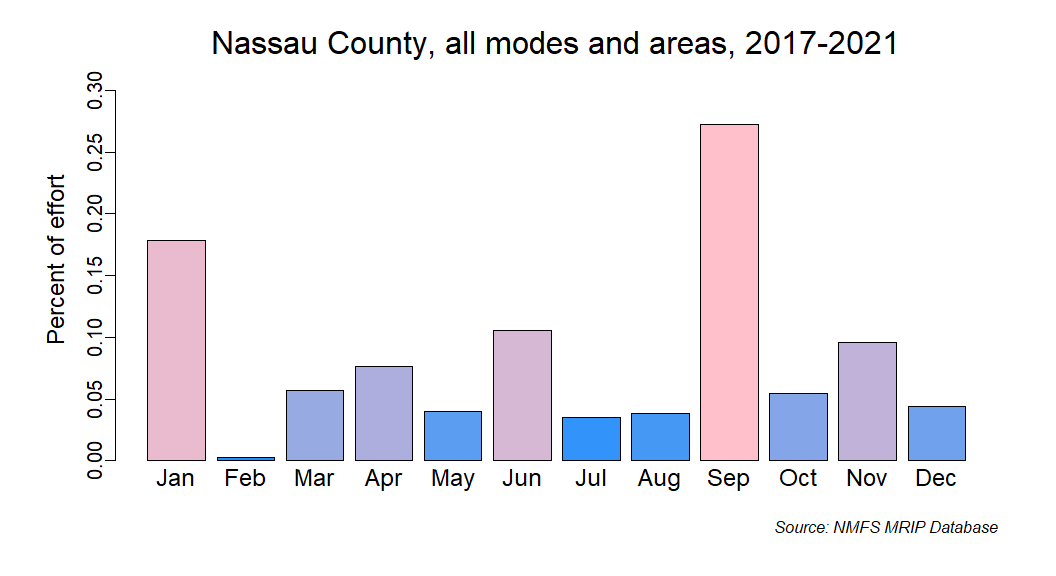 Nassau County, all modes and areas, 2017-2021
Percent of effort
0.30
0.25
0.20
0.15
0.10
0.05
0.00
Jan Feb Mar Apr May Jun Jul Aug Sep Oct Nov Dec
Source: NMFS MRIP Database